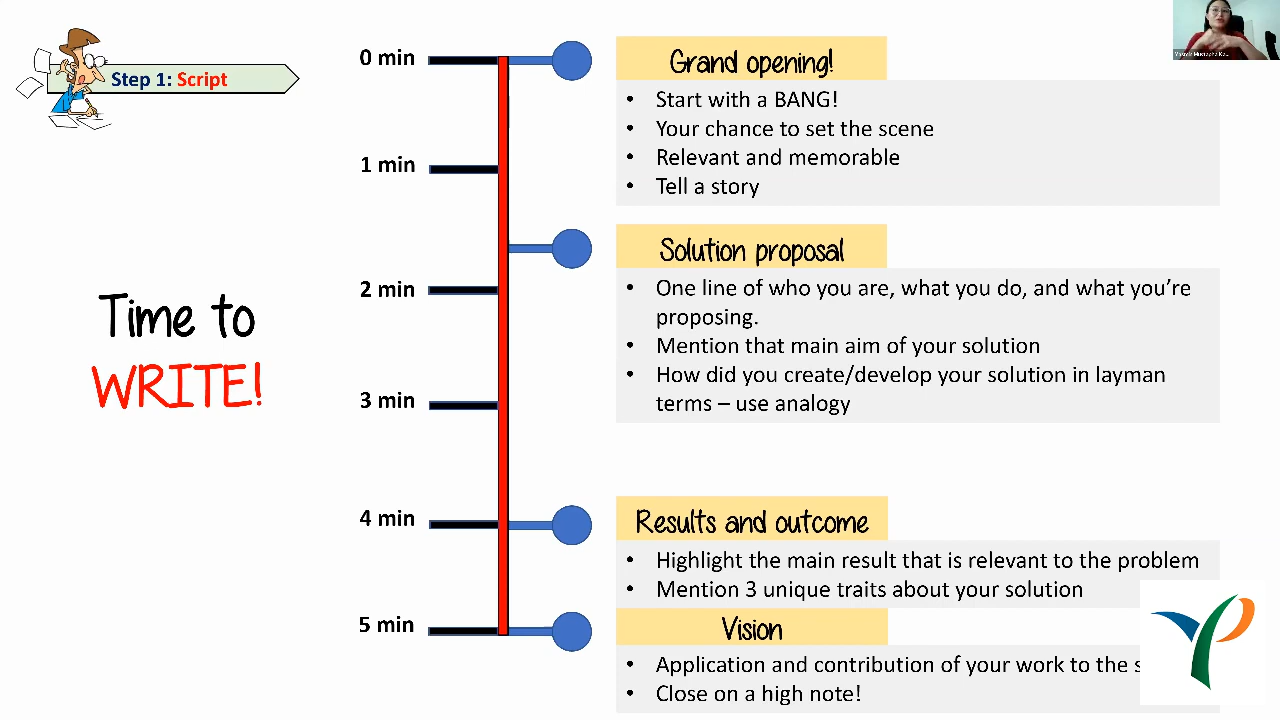 Step 1: Script
Time to
WRITE!
0 min
1 min
2 min
3 min
4 min
5 min
Grand opening!
• Start with a BANG!
• Your chance to set the scene
• Relevant and memorable
• Tell a story
Solution proposal
• One line of who you are, what you do, and what you're
proposing.
• Mention that main aim of your solution
• How did you create/develop your solution in layman
terms – use analogy
Results and outcome
• Highlight the main result that is relevant to the problem
• Mention 3 unique traits about your solution
Vision
• Application and contribution of your work to the
• Close on a high note!